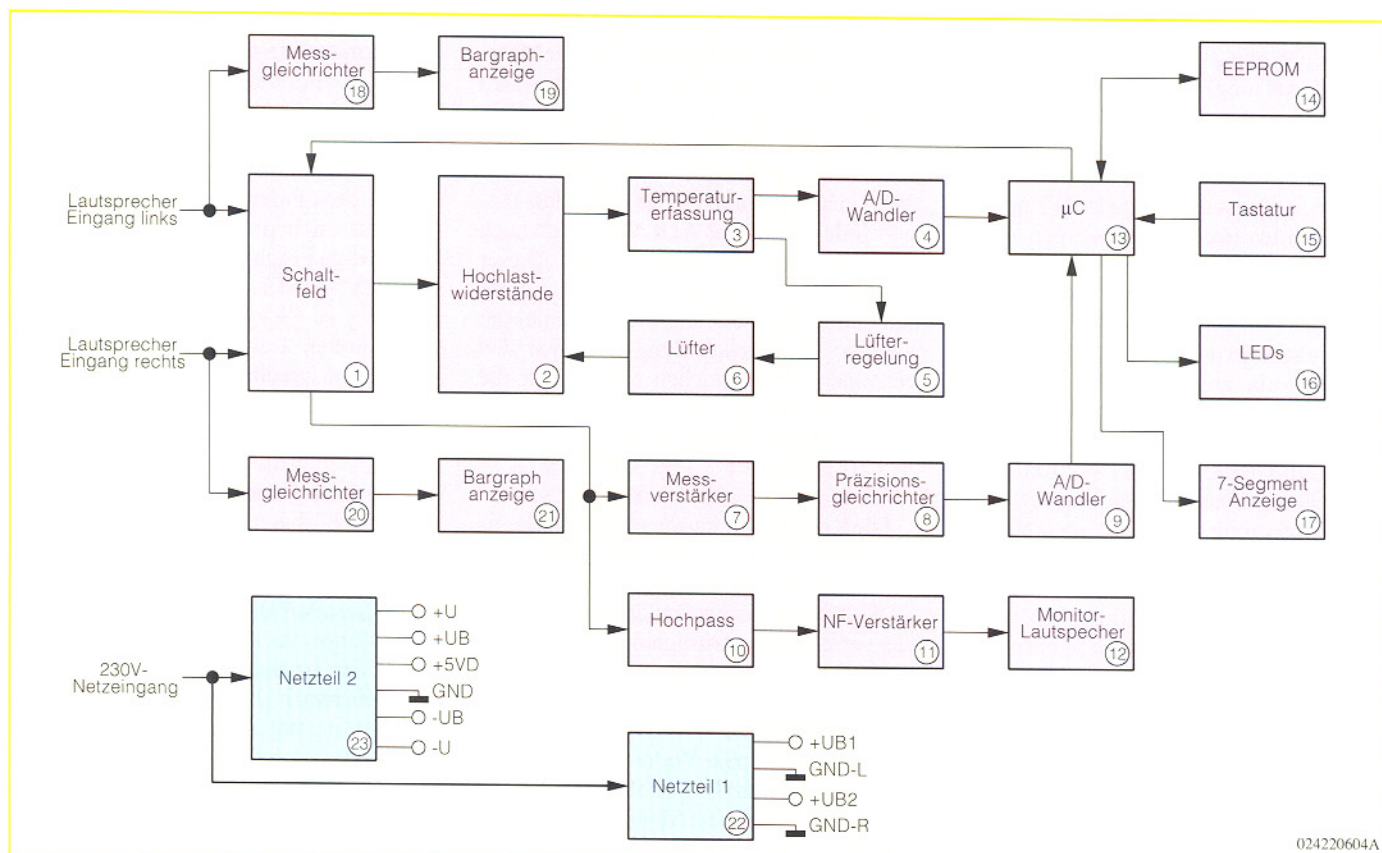 Mess-
gleichrichter
18
Bargraph-
anzeige
19
EEPROM
14
Lautsprecher
Eingang links
Lautsprecher
Eingang rechts
Schalt-
feld
1
Hochlast-
widerstände
2
Temperatur-
erfassung
3
A/D-
Wandler
4
µC
13
Tastatur
15
Lüfter
6
Lüfter-
regelung
5
LEDs
16
Mess-
gleichrichter
20
Bargraph
anzeige
21
Mess-
verstärker
7
Präzisions-
gleichrichter
8
A/D-
Wandler
9
7-Segment
Anzeige
17
Hochpass
10
NF-Verstärker
11
Monitor-
Lautspecher
12
230V-
Netzeingang
Netzteil 2
23
+U
+UB
+5VD
GND
-UB
-U
Netzteil 1
22
+UB1
GND-L
+UB2
GND-R
024220604A